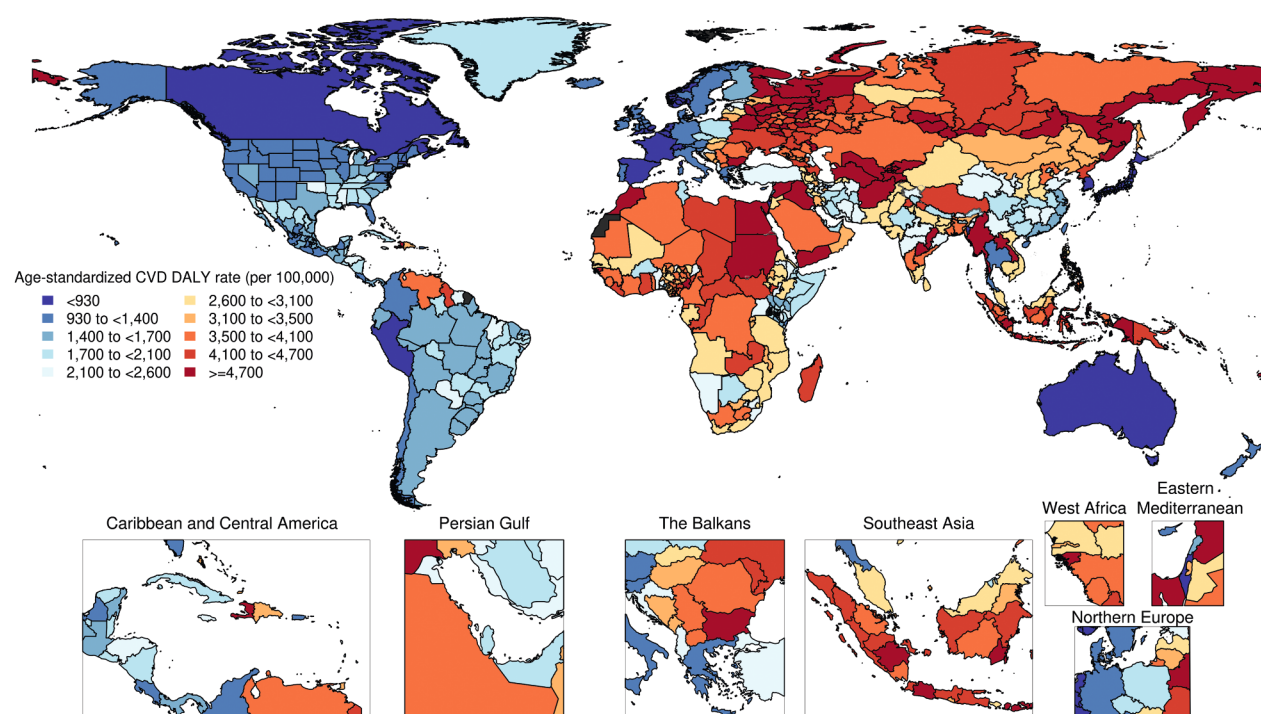 Age-standardized CVD DALY rate (per 100,000)
<930
930 to <1,400
1,400 to <1,700
1,700 to <2,100
2,100 to <2,600
2,600 to <3,100
3,100 to <3,500
3,500 to <4,100
4,100 to <4,700
>=4,700
Caribbean and Central America
Persian Gulf
The Balkans
Southeast Asia
West Africa
Eastern
Mediterranean
Northern Europe